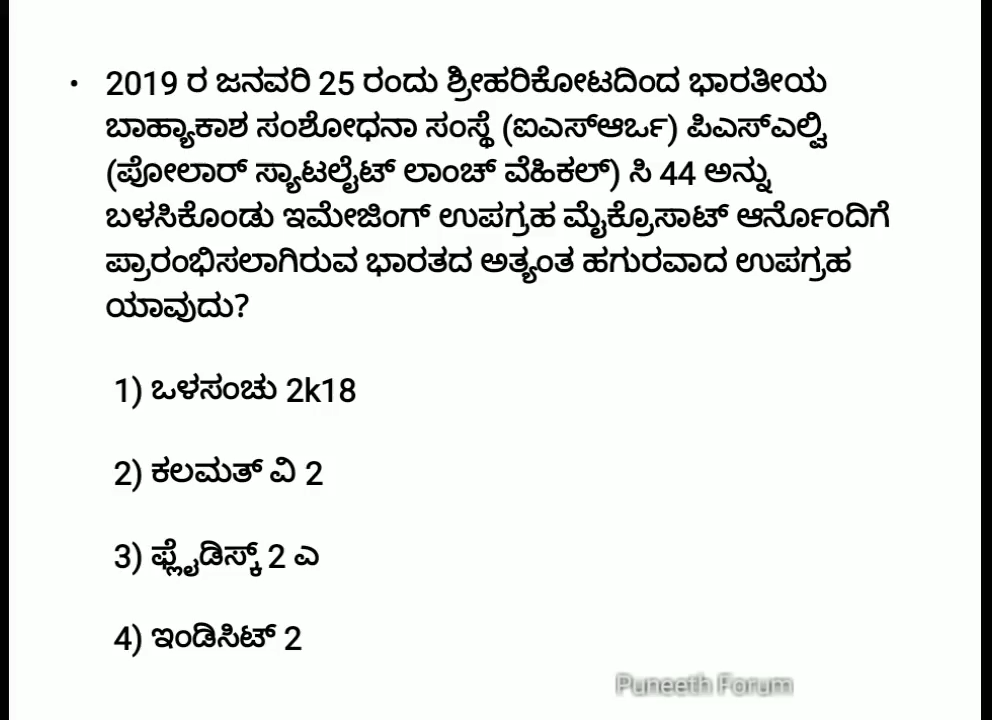 • 2019 ರ ಜನವರಿ 25 ರಂದು ಶ್ರೀಹರಿಕೋಟದಿಂದ ಭಾರತೀಯ
ಬಾಹ್ಯಾಕಾಶ ಸಂಶೋಧನಾ ಸಂಸ್ಥೆ (ಐಎಸ್ಆರ್ಒ) ಪಿಎಸ್ಎಲ್ವಿ
(ಪೋಲಾರ್ ಸ್ಯಾಟಲೈಟ್ ಲಾಂಚ್ ವೆಹಿಕಲ್) ಸಿ 44 ಅನ್ನು
ಬಳಸಿಕೊಂಡು ಇಮೇಜಿಂಗ್ ಉಪಗ್ರಹ ಮೈಕ್ರೊಸಾಟ್ ಆರ್ನೊಂದಿಗೆ
ಪ್ರಾರಂಭಿಸಲಾಗಿರುವ ಭಾರತದ ಅತ್ಯಂತ ಹಗುರವಾದ ಉಪಗ್ರಹ
ಯಾವುದು?
1) ಒಳಸಂಚು 2k18
2) ಕಲಮತ್ ವಿ 2
3) ಫ್ಲೈಡಿಸ್ಕ್ 2 ಎ
4) ಇಂಡಿಸಿಟ್ 2
Puneeth Forum